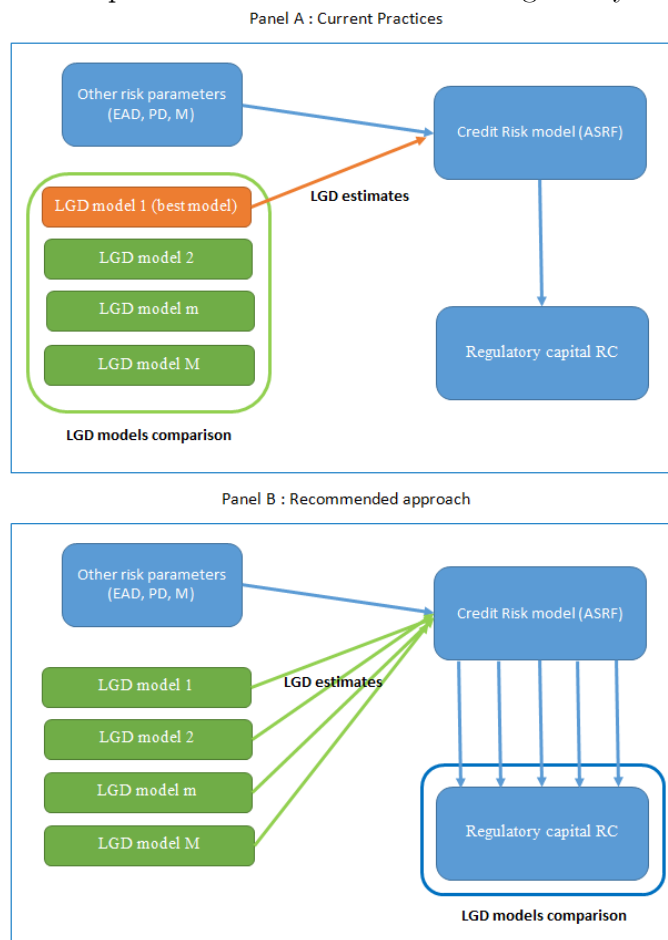 Panel A : Current Practices
Other risk parameters
(EAD, PD, M)
Credit Risk model (ASRF)
LGD estimates
LGD model 1 (best model)
LGD model 2
LGD model m
LGD model M
Regulatory capital RC
LGD models comparison
Panel B : Recommended approach
Other risk parameters
(EAD, PD, M)
Credit Risk model (ASRF)
LGD estimates
LGD model 1
LGD model 2
LGD model m
LGD model M
Regulatory capital RC
LGD models comparison